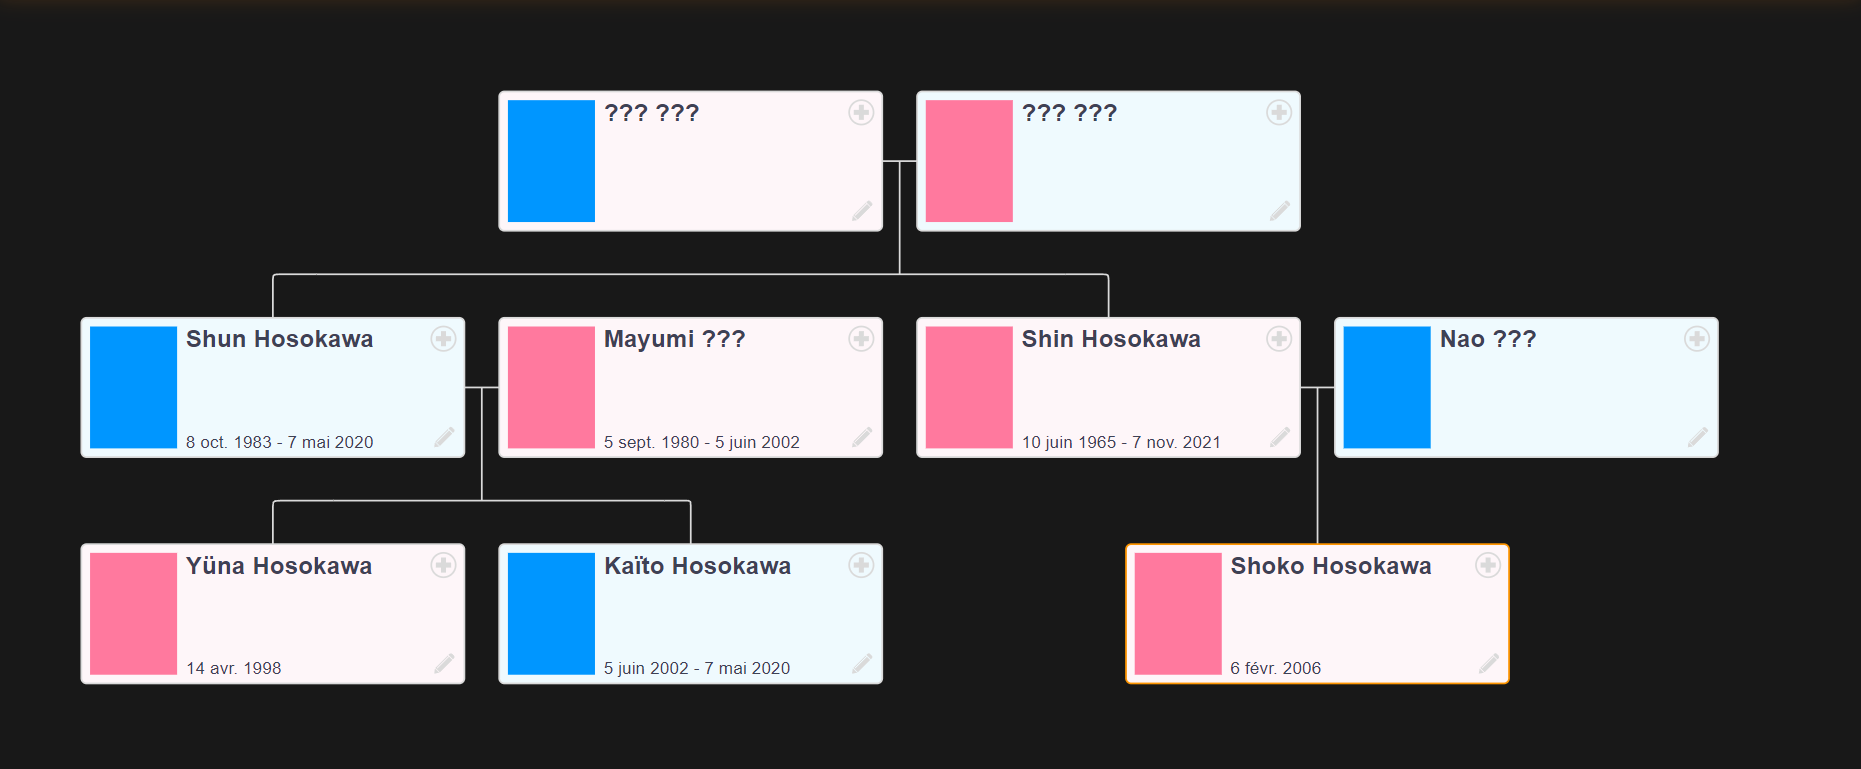 ??? ???
??? ???
Shun Hosokawa
8 oct. 1983 - 7 mai 2020
Mayumi ???
5 sept. 1980 - 5 juin 2002
Shin Hosokawa
10 juin 1965 - 7 nov. 2021
Nao ???
Yüna Hosokawa
14 avr. 1998
Kaïto Hosokawa
5 juin 2002 - 7 mai 2020
Shoko Hosokawa
6 févr. 2006